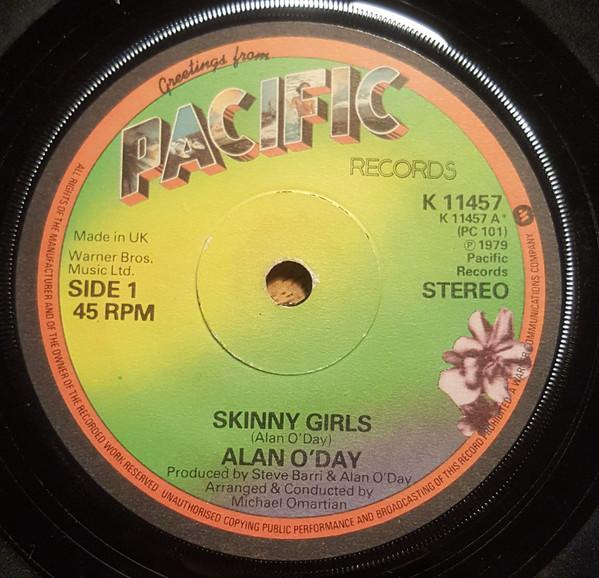 Greetings from
PACIFIC
RECORDS
K 11457
K 11457 A
(PC 101)
℗ 1979
Pacific
Records
STEREO
Made in UK
Warner Bros.
Music Ltd.
SIDE 1
45 RPM
SKINNY GIRLS
(Alan O'Day)
ALAN O'DAY
Produced by Steve Barri & Alan O'Day
Arranged & Conducted by
Michael Omartian
ALL RIGHTS OF THE MANUFACTURER AND OF THE OWNER OF THE RECORDED WORK RESERVED UNAUTHORISED COPYING PUBLIC PERFORMANCE AND BROADCASTING OF THIS RECORD PROHIBITED A WARNER COMMUNICATIONS COMPANY